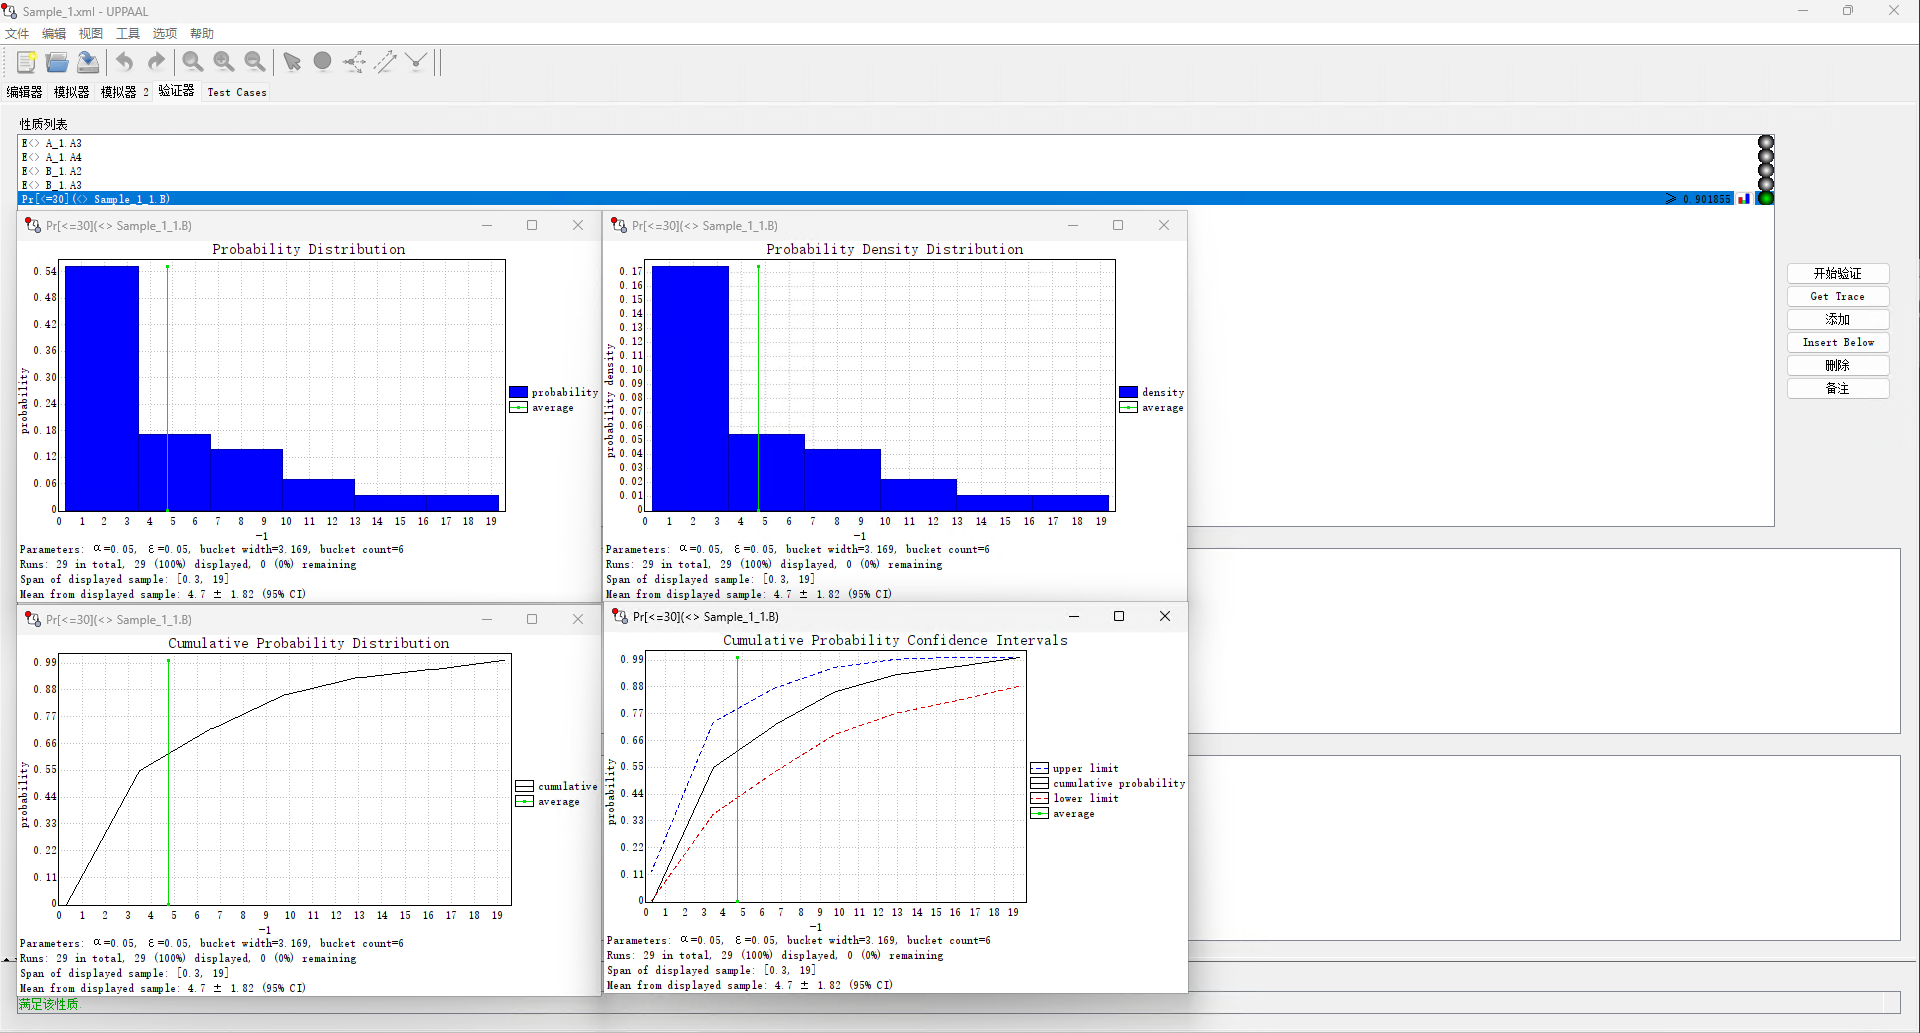 Sample_1.xml - UPPAAL
文件 编辑 视图 工具 选项 帮助
编辑器 模拟器 模拟器 2 验证器 Test Cases
性质列表
E<> A_1.A3
E<> A_1.A4
E<> B_1.A2
E<> B_1.A3
Pr[<=30](<> Sample_1_1.B) ≥ 0.901855
开始验证
Get Trace
添加
Insert Below
删除
备注
Pr[<=30](<> Sample_1_1.B)
Probability Distribution
probability
0.54
0.48
0.42
0.36
0.30
0.24
0.18
0.12
0.06
0
0 1 2 3 4 5 6 7 8 9 10 11 12 13 14 15 16 17 18 19
-1
probability
average
Parameters: α=0.05, ε=0.05, bucket width=3.169, bucket count=6
Runs: 29 in total, 29 (100%) displayed, 0 (0%) remaining
Span of displayed sample: [0.3, 19]
Mean from displayed sample: 4.7 ± 1.82 (95% CI)
Pr[<=30](<> Sample_1_1.B)
Probability Density Distribution
probability density
0.17
0.16
0.15
0.14
0.13
0.12
0.11
0.10
0.09
0.08
0.07
0.06
0.05
0.04
0.03
0.02
0.01
0
0 1 2 3 4 5 6 7 8 9 10 11 12 13 14 15 16 17 18 19
-1
density
average
Parameters: α=0.05, ε=0.05, bucket width=3.169, bucket count=6
Runs: 29 in total, 29 (100%) displayed, 0 (0%) remaining
Span of displayed sample: [0.3, 19]
Mean from displayed sample: 4.7 ± 1.82 (95% CI)
Pr[<=30](<> Sample_1_1.B)
Cumulative Probability Distribution
probability
0.99
0.88
0.77
0.66
0.55
0.44
0.33
0.22
0.11
0
0 1 2 3 4 5 6 7 8 9 10 11 12 13 14 15 16 17 18 19
-1
cumulative
average
Parameters: α=0.05, ε=0.05, bucket width=3.169, bucket count=6
Runs: 29 in total, 29 (100%) displayed, 0 (0%) remaining
Span of displayed sample: [0.3, 19]
Mean from displayed sample: 4.7 ± 1.82 (95% CI)
Pr[<=30](<> Sample_1_1.B)
Cumulative Probability Confidence Intervals
probability
0.99
0.88
0.77
0.66
0.55
0.44
0.33
0.22
0.11
0
0 1 2 3 4 5 6 7 8 9 10 11 12 13 14 15 16 17 18 19
-1
upper limit
cumulative probability
lower limit
average
Parameters: α=0.05, ε=0.05, bucket width=3.169, bucket count=6
Runs: 29 in total, 29 (100%) displayed, 0 (0%) remaining
Span of displayed sample: [0.3, 19]
Mean from displayed sample: 4.7 ± 1.82 (95% CI)
满足该性质.